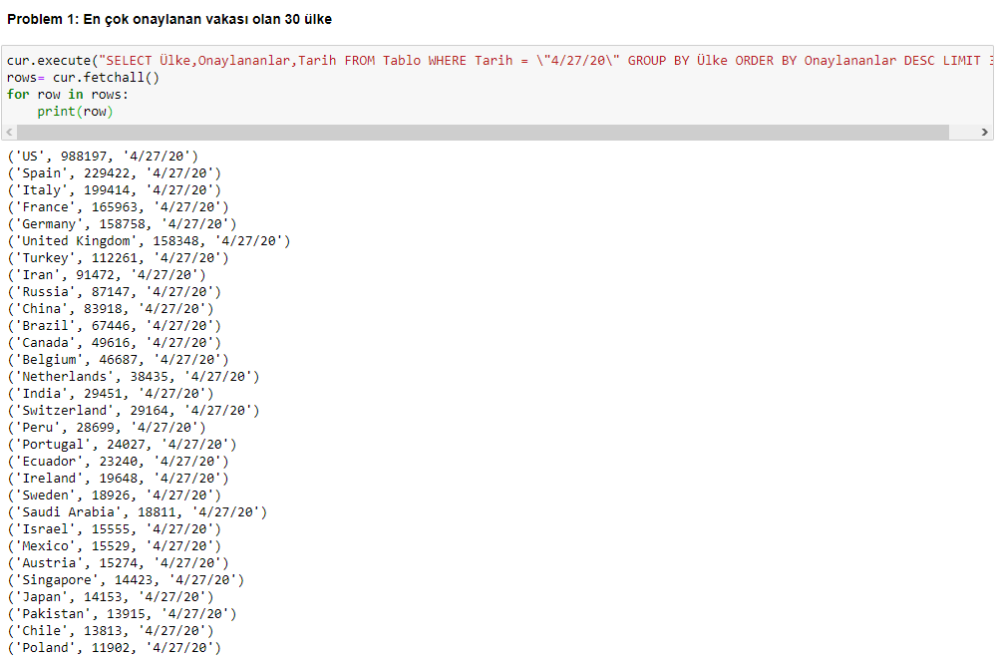 Problem 1: En çok onaylanan vakası olan 30 ülke
cur.execute("SELECT Ülke,Onaylananlar,Tarih FROM Tablo WHERE Tarih = \"4/27/20\" GROUP BY Ülke ORDER BY Onaylananlar DESC LIMIT
rows= cur.fetchall()
for row in rows:
    print(row)
('US', 988197, '4/27/20')
('Spain', 229422, '4/27/20')
('Italy', 199414, '4/27/20')
('France', 165963, '4/27/20')
('Germany', 158758, '4/27/20')
('United Kingdom', 158348, '4/27/20')
('Turkey', 112261, '4/27/20')
('Iran', 91472, '4/27/20')
('Russia', 87147, '4/27/20')
('China', 83918, '4/27/20')
('Brazil', 67446, '4/27/20')
('Canada', 49616, '4/27/20')
('Belgium', 46687, '4/27/20')
('Netherlands', 38435, '4/27/20')
('India', 29451, '4/27/20')
('Switzerland', 29164, '4/27/20')
('Peru', 28699, '4/27/20')
('Portugal', 24027, '4/27/20')
('Ecuador', 23240, '4/27/20')
('Ireland', 19648, '4/27/20')
('Sweden', 18926, '4/27/20')
('Saudi Arabia', 18811, '4/27/20')
('Israel', 15555, '4/27/20')
('Mexico', 15529, '4/27/20')
('Austria', 15274, '4/27/20')
('Singapore', 14423, '4/27/20')
('Japan', 14153, '4/27/20')
('Pakistan', 13915, '4/27/20')
('Chile', 13813, '4/27/20')
('Poland', 11902, '4/27/20')